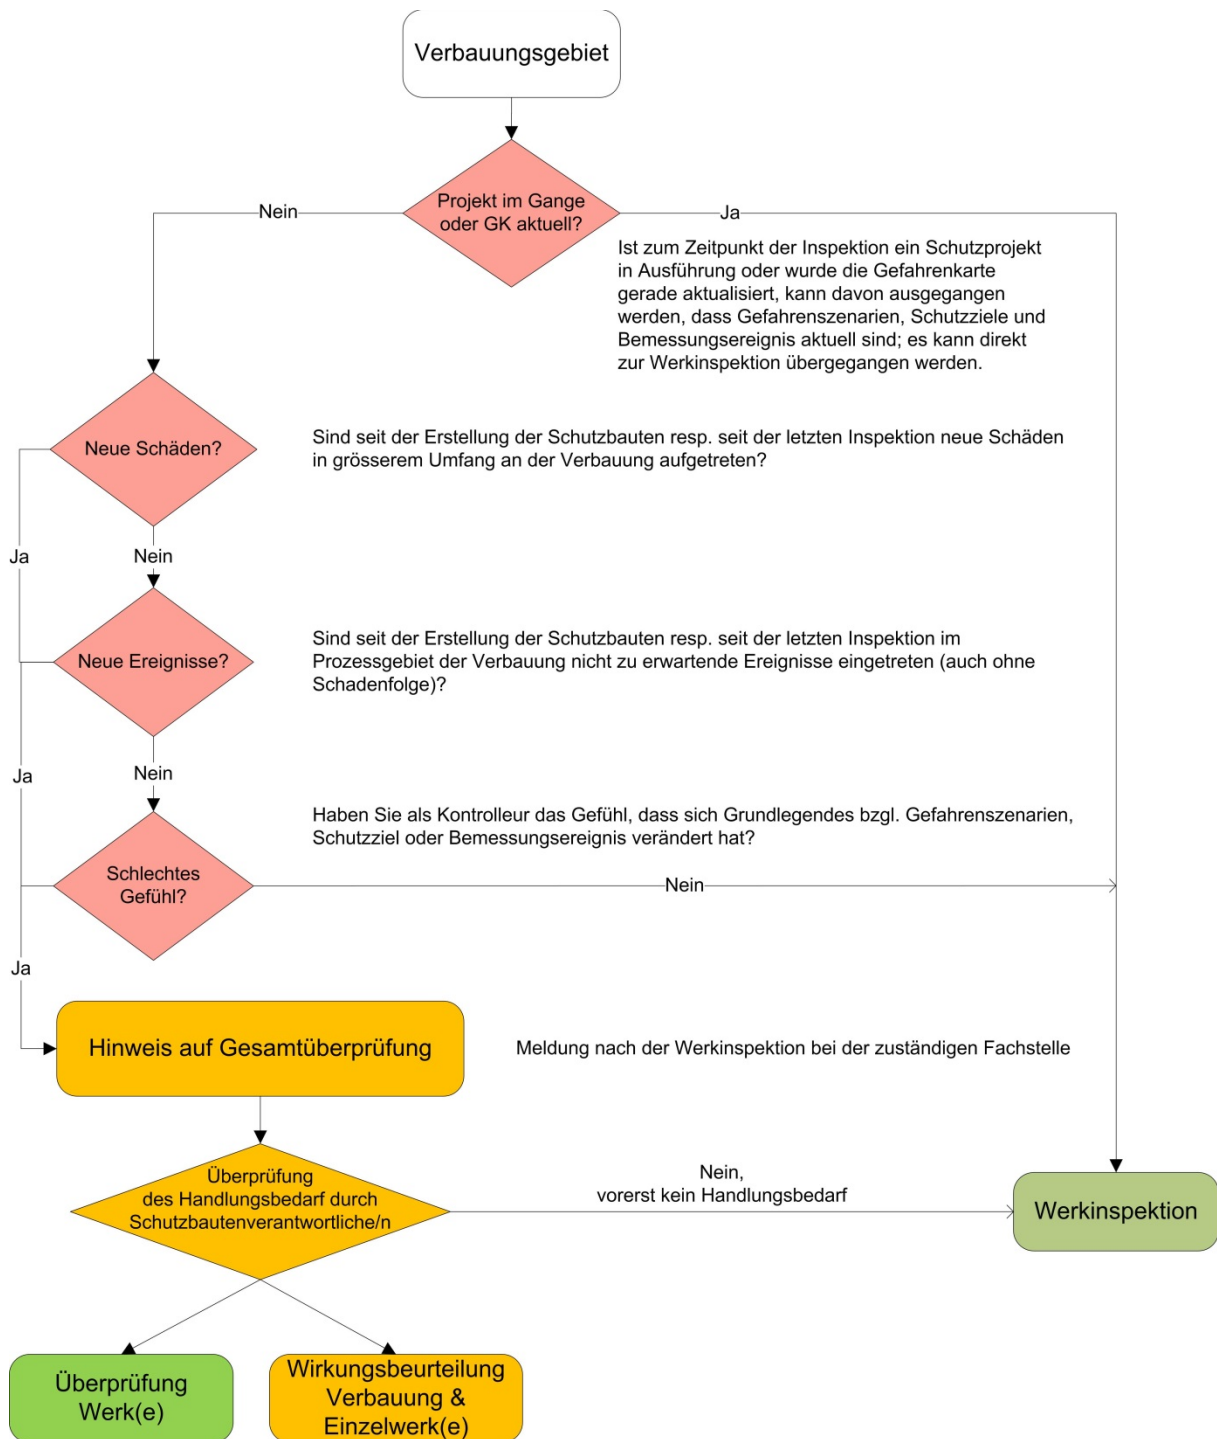 Verbauungsgebiet
Projekt im Gange
oder GK aktuell?
Nein
Ja
Ist zum Zeitpunkt der Inspektion ein Schutzprojekt
in Ausführung oder wurde die Gefahrenkarte
gerade aktualisiert, kann davon ausgegangen
werden, dass Gefahrenszenarien, Schutzziele und
Bemessungsereignis aktuell sind; es kann direkt
zur Werkinspektion übergegangen werden.
Neue Schäden?
Sind seit der Erstellung der Schutzbauten resp. seit der letzten Inspektion neue Schäden
in grösserem Umfang an der Verbauung aufgetreten?
Ja
Nein
Neue Ereignisse?
Sind seit der Erstellung der Schutzbauten resp. seit der letzten Inspektion im
Prozessgebiet der Verbauung nicht zu erwartende Ereignisse eingetreten (auch ohne
Schadenfolge)?
Ja
Nein
Haben Sie als Kontrolleur das Gefühl, dass sich Grundlegendes bzgl. Gefahrenszenarien,
Schutzziel oder Bemessungsereignis verändert hat?
Schlechtes
Gefühl?
Nein
Ja
Hinweis auf Gesamtüberprüfung
Meldung nach der Werkinspektion bei der zuständigen Fachstelle
Überprüfung
des Handlungsbedarf durch
Schutzbautenverantwortliche/n
Nein,
vorerst kein Handlungsbedarf
Werkinspektion
Überprüfung
Werk(e)
Wirkungsbeurteilung
Verbauung &
Einzelwerk(e)